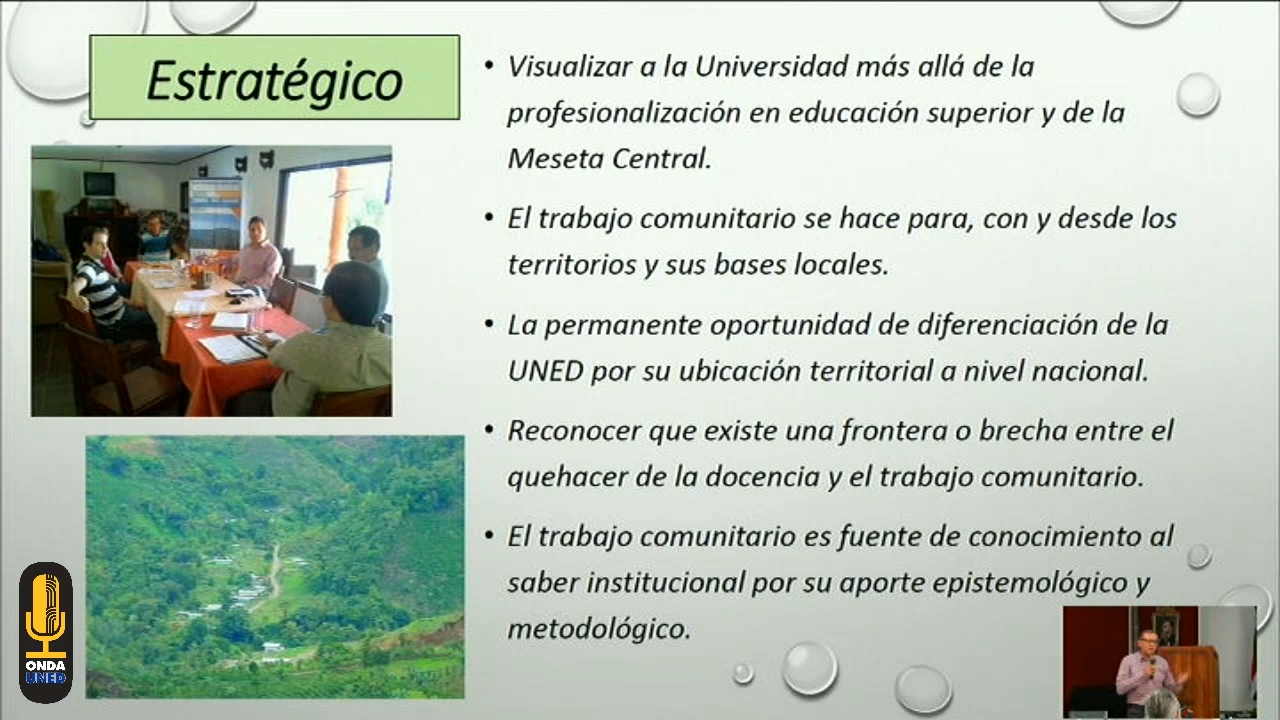 Estratégico
• Visualizar a la Universidad más allá de la
profesionalización en educación superior y de la
Meseta Central.
• El trabajo comunitario se hace para, con y desde los
territorios y sus bases locales.
• La permanente oportunidad de diferenciación de la
UNED por su ubicación territorial a nivel nacional.
• Reconocer que existe una frontera o brecha entre el
quehacer de la docencia y el trabajo comunitario.
• El trabajo comunitario es fuente de conocimiento al
saber institucional por su aporte epistemológico y
metodológico.
ONDA
UNED